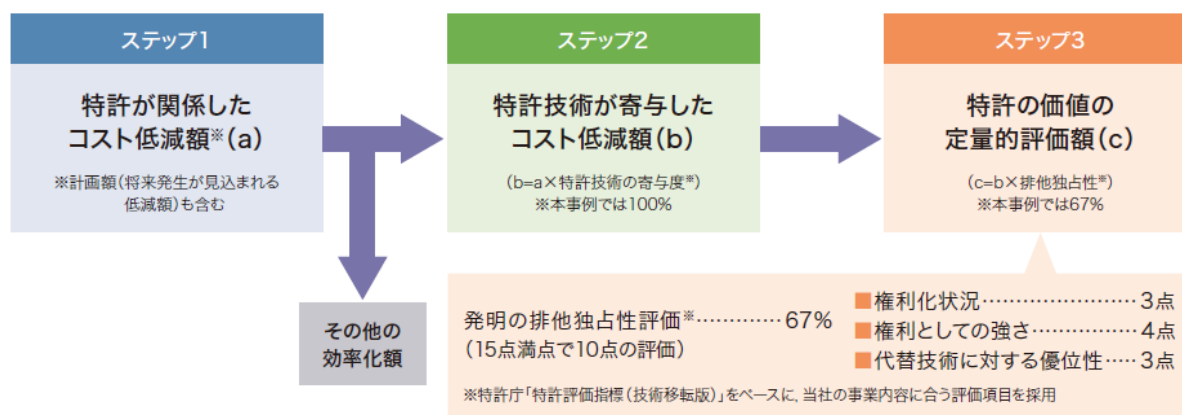 ステップ1
特許が関係した
コスト低減額※(a)
※計画額(将来発生が見込まれる
低減額)も含む
ステップ2
特許技術が寄与した
コスト低減額(b)
(b=a×特許技術の寄与度※)
※本事例では100%
ステップ3
特許の価値の
定量的評価額(c)
(c=b×排他独占性※)
※本事例では67%
その他の
効率化額
発明の排他独占性評価※…………67%
(15点満点で10点の評価)
■権利化状況……………………3点
■権利としての強さ………………4点
■代替技術に対する優位性……3点
※特許庁「特許評価指標(技術移転版)」をベースに、当社の事業内容に合う評価項目を採用